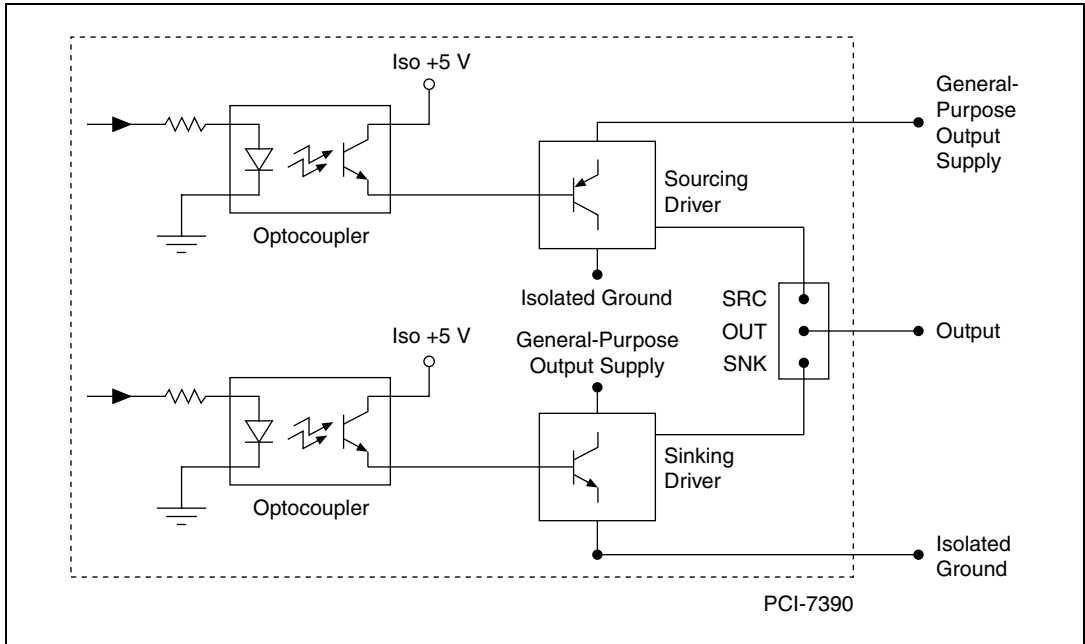 Iso +5 V
General-
Purpose
Output
Supply
Sourcing
Driver
Optocoupler
Isolated Ground
SRC
OUT
SNK
Output
Iso +5 V
General-Purpose
Output Supply
Sinking
Driver
Optocoupler
Isolated
Ground
PCI-7390